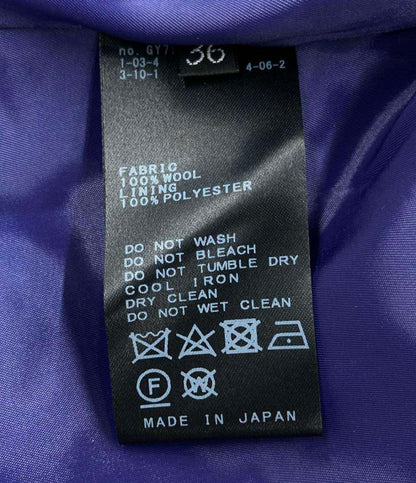 no. GY7
36
1-03-4
3-10-1
4-06-2
FABRIC
100%WOOL
LINING
100%POLYESTER
DO NOT WASH
DO NOT BLEACH
DO NOT TUMBLE DRY
COOL IRON
DRY CLEAN
DO NOT WET CLEAN
F W
MADE IN JAPAN